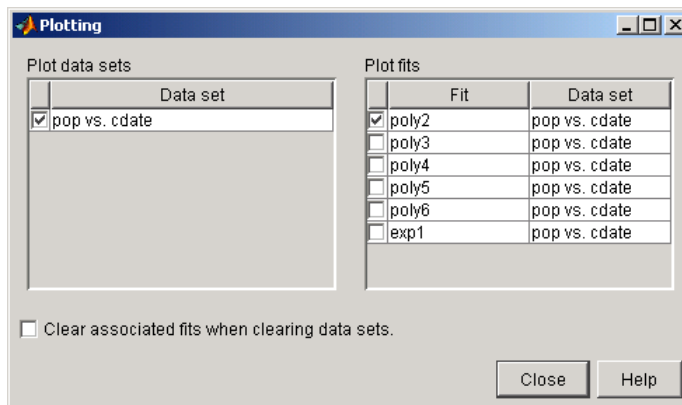 Plotting
Plot data sets
Data set
pop vs. cdate
Plot fits
Fit Data set
poly2 pop vs. cdate
poly3 pop vs. cdate
poly4 pop vs. cdate
poly5 pop vs. cdate
poly6 pop vs. cdate
exp1 pop vs. cdate
Clear associated fits when clearing data sets.
Close Help